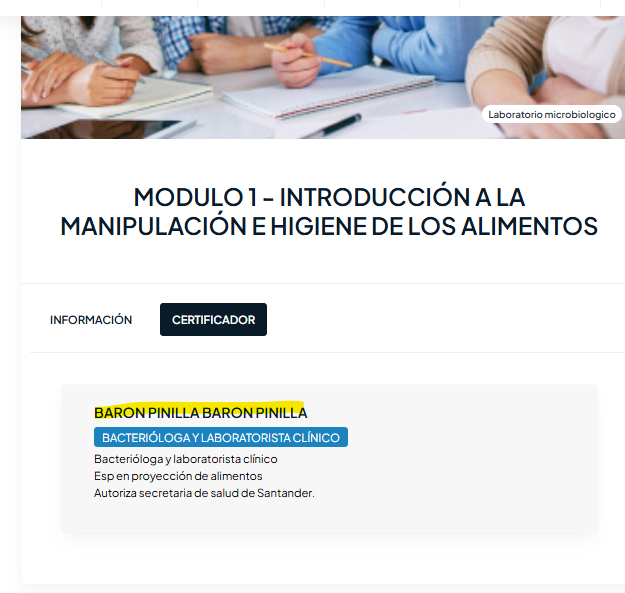 Laboratorio microbiologico
MODULO 1 - INTRODUCCIÓN A LA
MANIPULACIÓN E HIGIENE DE LOS ALIMENTOS
INFORMACIÓN
CERTIFICADOR
BARON PINILLA BARON PINILLA
BACTERIÓLOGA Y LABORATORISTA CLÍNICO
Bacterióloga y laboratorista clínico
Esp en proyección de alimentos
Autoriza secretaria de salud de Santander.